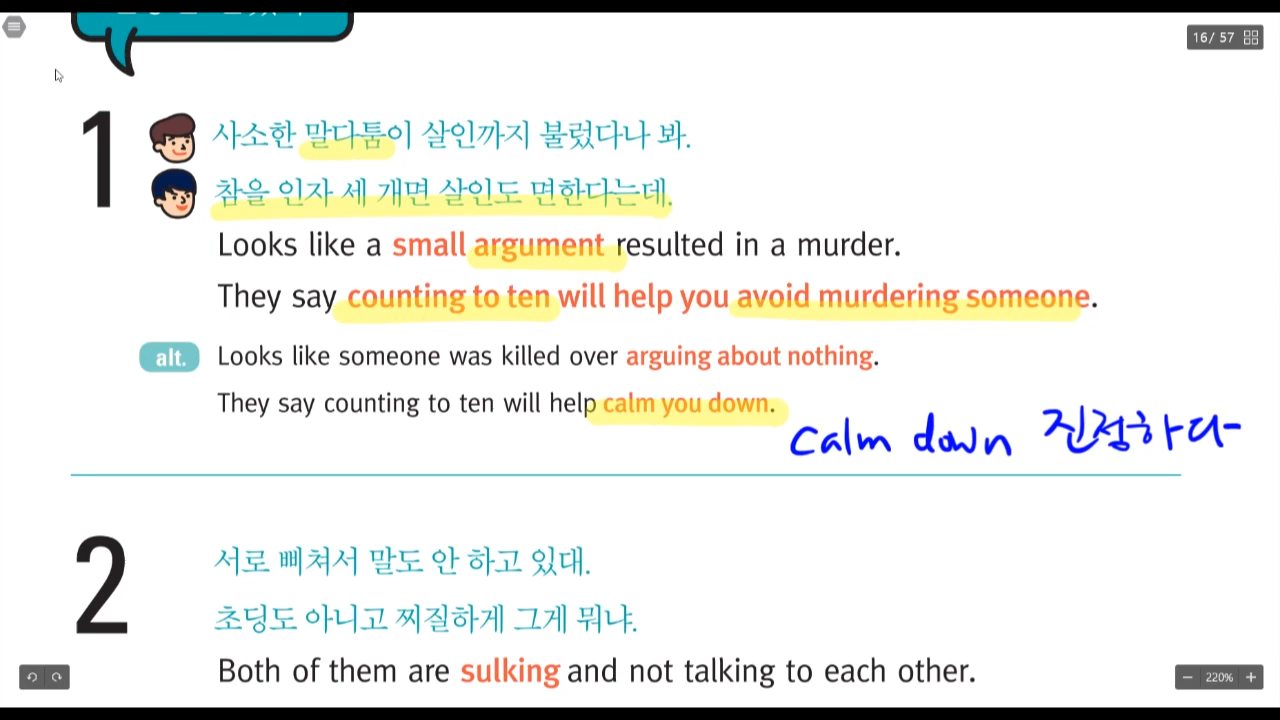 16/ 57
1
사소한 말다툼이 살인까지 불렀다나 봐.
참을 인자 세 개면 살인도 면한다는데.
Looks like a small argument resulted in a murder.
They say counting to ten will help you avoid murdering someone.
alt. Looks like someone was killed over arguing about nothing.
They say counting to ten will help calm you down.
calm down 진정하다
2
서로 삐쳐서 말도 안 하고 있대.
초딩도 아니고 찌질하게 그게 뭐냐.
Both of them are sulking and not talking to each other.
220%